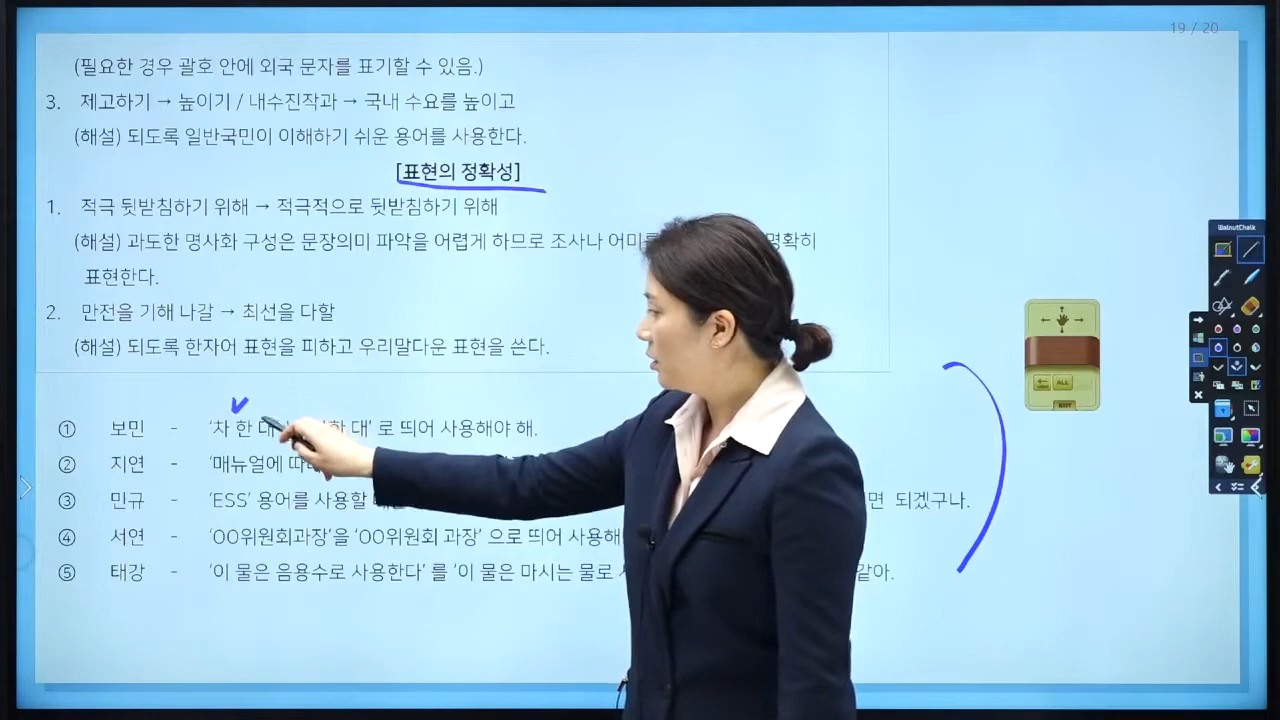 19 / 20
(필요한 경우 괄호 안에 외국 문자를 표기할 수 있음.)
3. 제고하기 → 높이기 / 내수진작과 → 국내 수요를 높이고
(해설) 되도록 일반국민이 이해하기 쉬운 용어를 사용한다.
[표현의 정확성]
1. 적극 뒷받침하기 위해 → 적극적으로 뒷받침하기 위해
(해설) 과도한 명사화 구성은 문장의미 파악을 어렵게 하므로 조사나 명확히
표현한다.
2. 만전을 기해 나갈 → 최선을 다할
(해설) 되도록 한자어 표현을 피하고 우리말다운 표현을 쓴다.
① 보민 - '차 한 대' 로 띄어 사용해야 해.
② 지연 - '매뉴얼에
③ 민규 - 'ESS' 용어를 사용할 되겠구나.
④ 서연 - 'OO위원회과장'을 'OO위원회 과장' 으로 띄어
⑤ 태강 - '이 물은 음용수로 사용한다' 를 '이 물은 마시는 물로 같아.
WalnutChalk
ALL
EXIT